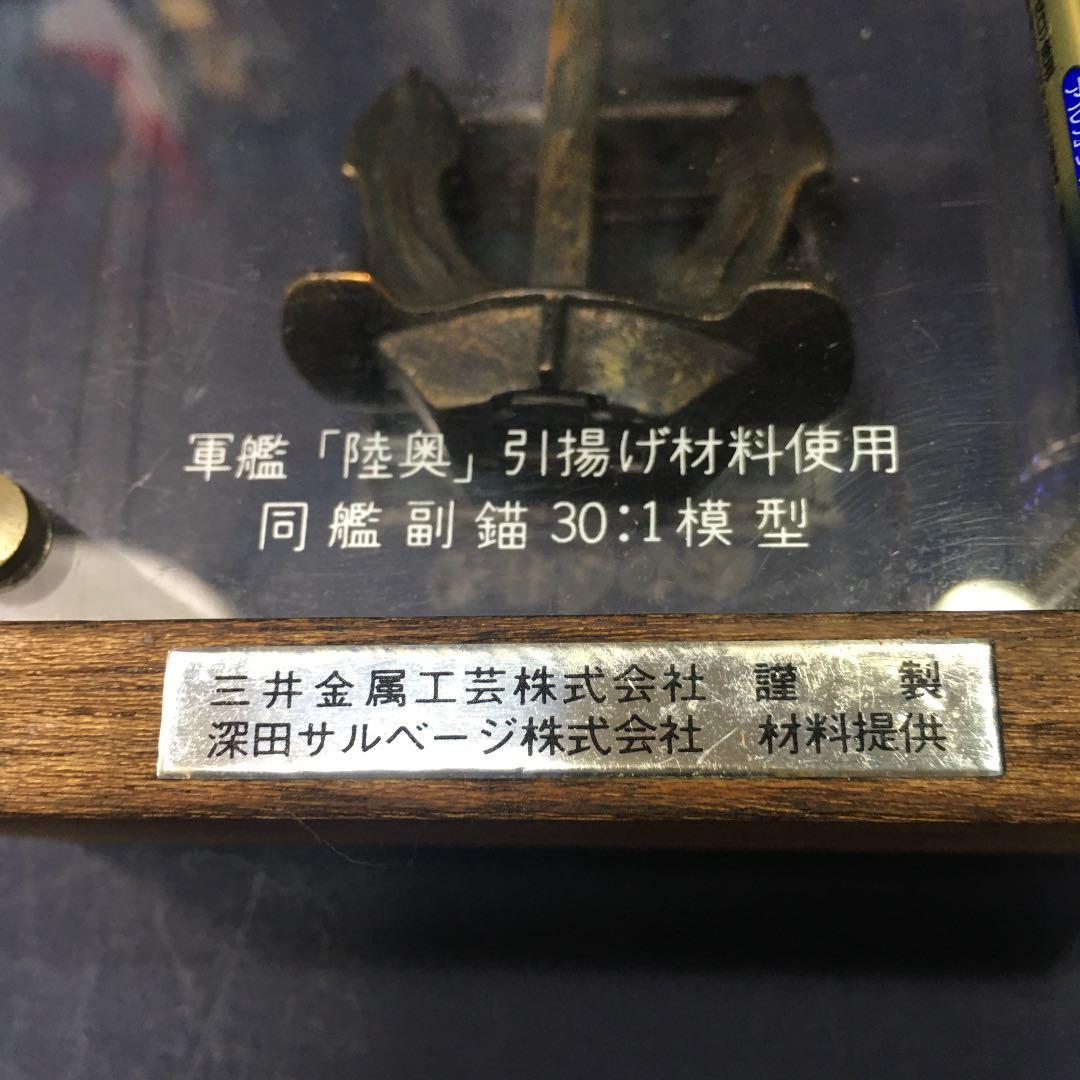 軍艦「陸奥」引揚げ材料使用
同艦副錨30:1模型
三井金属工芸株式会社 謹製
深田サルベージ株式会社 材料提供